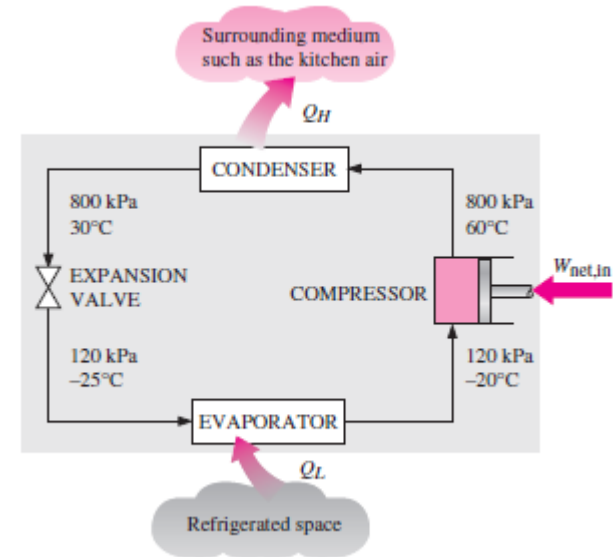 Surrounding medium
such as the kitchen air
QH
CONDENSER
800 kPa
30°C
800 kPa
60°C
Wnet,in
EXPANSION
VALVE
COMPRESSOR
120 kPa
–25°C
120 kPa
–20°C
EVAPORATOR
QL
Refrigerated space